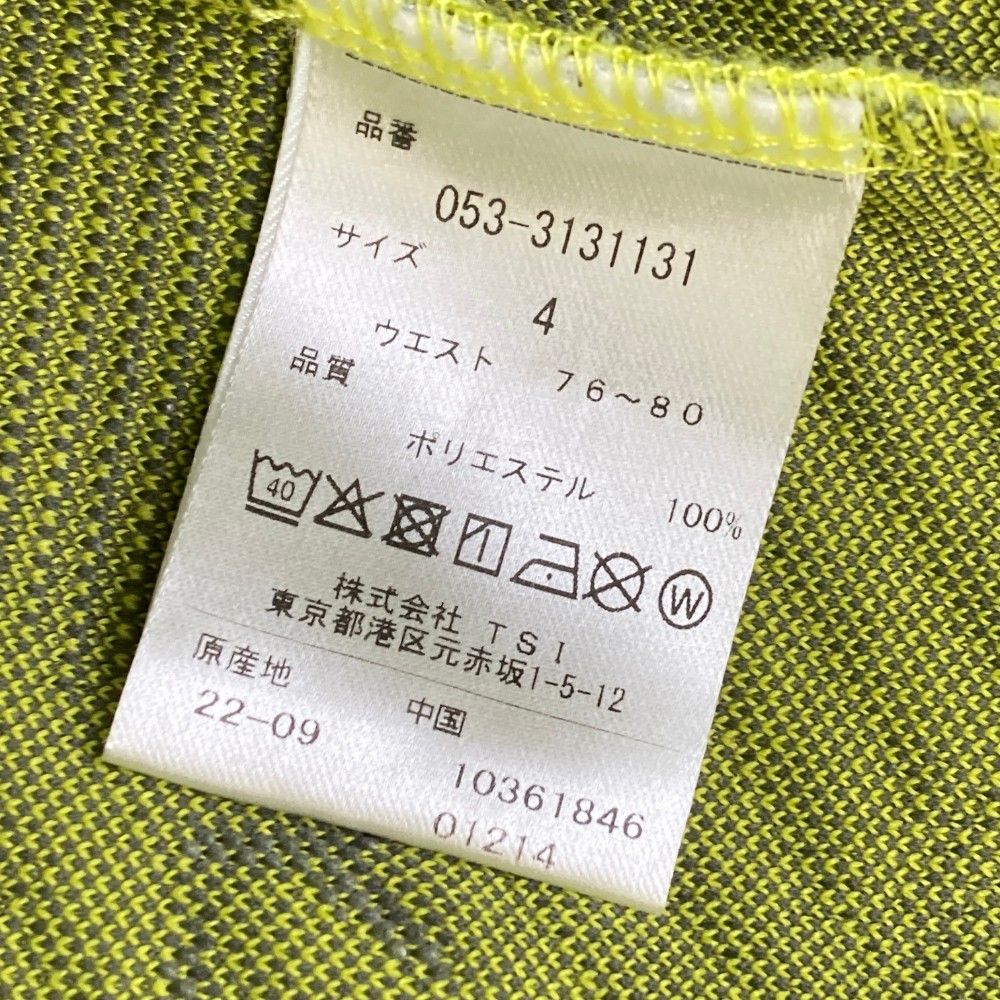 品番
053-3131131
サイズ
4
ウエスト 76～80
品質
ポリエステル 100%
40
W
株式会社 TSI
東京都港区元赤坂1-5-12
原産地 中国
22-09
10361846
01214